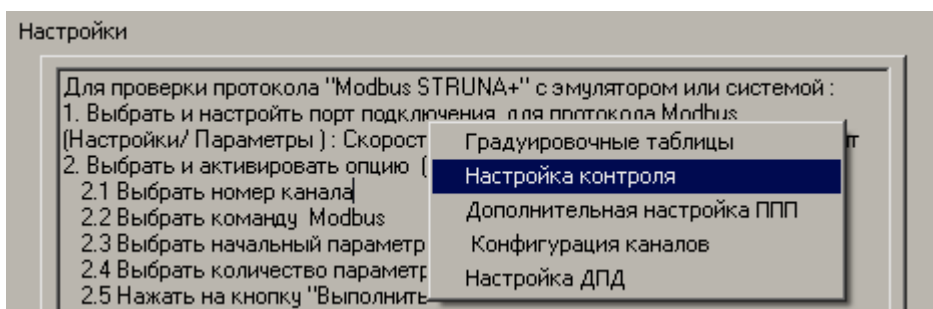 Настройки
Для проверки протокола "Modbus STRUNA+" с эмулятором или системой :
1. Выбрать и настройть порт подключения для протокола Modbus
(Настройки/ Параметры ) : Скорост
2. Выбрать и активировать опцию (
2.1 Выбрать номер канала
2.2 Выбрать команду Modbus
2.3 Выбрать начальный параметр
2.4 Выбрать количество параметр
2.5 Нажать на кнопку "Выполнить
Градуировочные таблицы
Настройка контроля
Дополнительная настройка ППП
Конфигурация каналов
Настройка ДПД